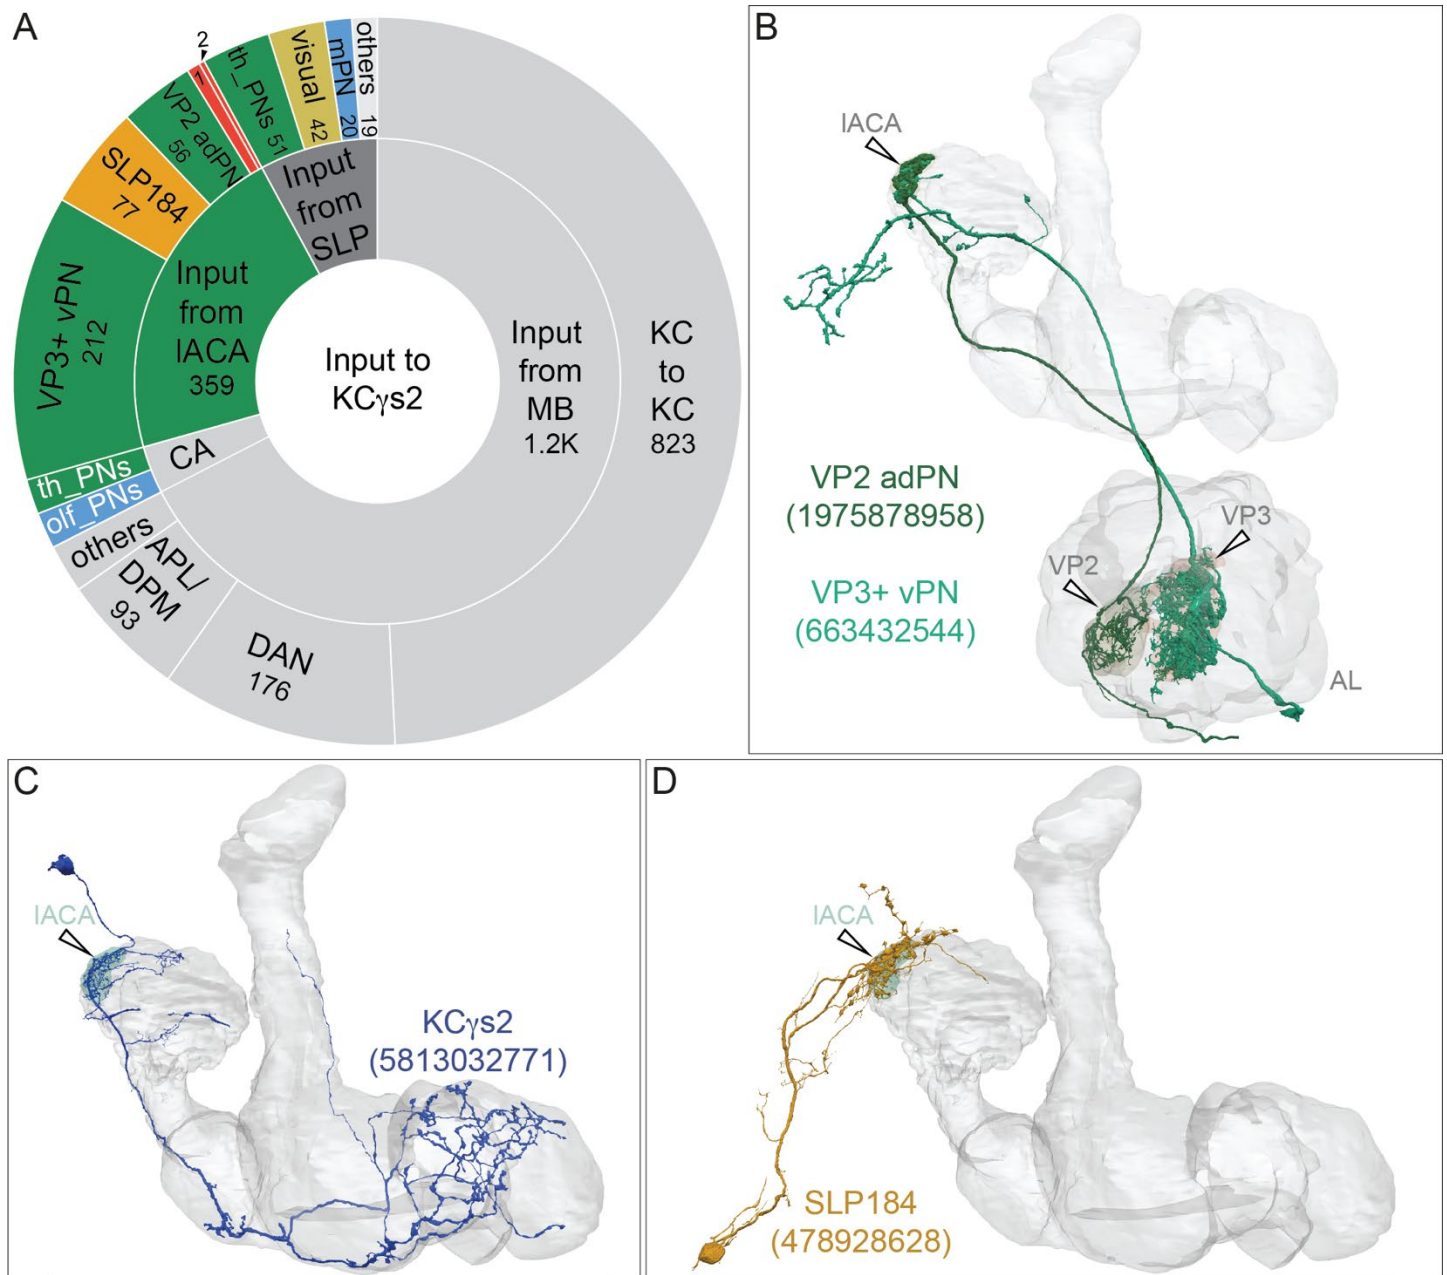 A
2
1
th_PNs 51
visual 42
mPN 20
others 19
VP2 adPN
56
SLP184
77
VP3+ vPN
212
th_PNs
olf_PNs
others
APL/
DPM
93
DAN
176
KC
to
KC
823
Input
from
SLP
Input
from
lACA
359
CA
Input
from
MB
1.2K
Input to
KCγs2
B
lACA
VP2 adPN
(1975878958)
VP3+ vPN
(663432544)
VP2
VP3
AL
C
lACA
KCγs2
(5813032771)
D
lACA
SLP184
(478928628)